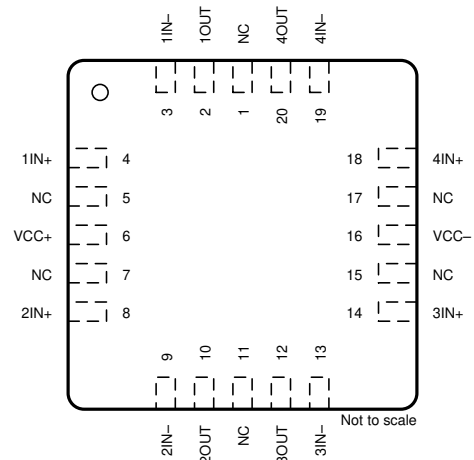 1IN−
1OUT
NC
4OUT
4IN−
3
2
1
20
19
1IN+ 4
NC 5
VCC+ 6
NC 7
2IN+ 8
18 4IN+
17 NC
16 VCC−
15 NC
14 3IN+
9
10
11
12
13
2IN−
2OUT
NC
3OUT
3IN−
Not to scale